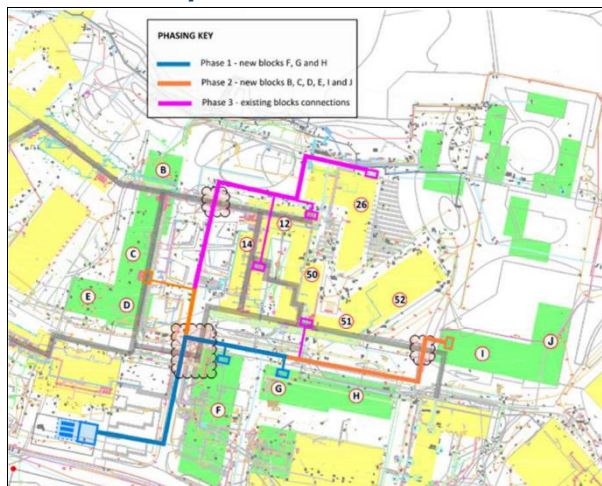 PHASING KEY
Phase 1 - new blocks F, G and H
Phase 2 - new blocks B, C, D, E, I and J
Phase 3 - existing blocks connections
B
26
12
14
C
50
52
E
D
51
J
I
G
H
F